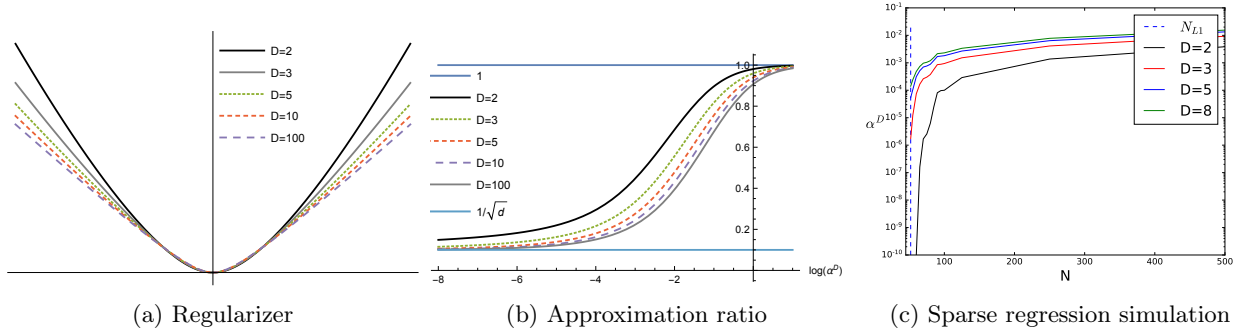 D=2
D=3
D=5
D=10
D=100
(a) Regularizer
1
D=2
D=3
D=5
D=10
D=100
1/√d
1.0
0.8
0.6
0.4
0.2
−8
−6
−4
−2
0
log(α^D)
(b) Approximation ratio
10^-1
10^-2
10^-3
10^-4
10^-5
10^-6
10^-7
10^-8
10^-9
10^-10
α^D
N_L1
D=2
D=3
D=5
D=8
100
200
300
400
500
N
(c) Sparse regression simulation